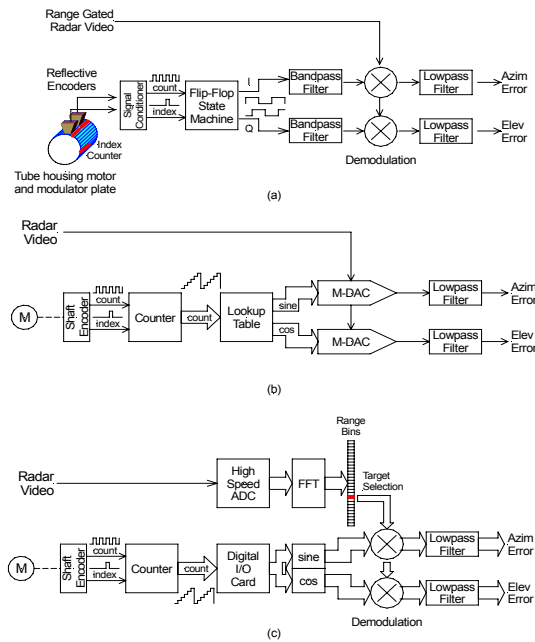 Range Gated
Radar Video
Reflective
Encoders
Signal
Conditioner
count
index
Flip-Flop
State
Machine
I
Q
Bandpass
Filter
Bandpass
Filter
Lowpass
Filter
Lowpass
Filter
Azim
Error
Elev
Error
Demodulation
Index
Counter
Tube housing motor
and modulator plate
(a)
Radar
Video
M
Shaft
Encoder
count
index
Counter
count
Lookup
Table
sine
cos
M-DAC
M-DAC
Lowpass
Filter
Lowpass
Filter
Azim
Error
Elev
Error
(b)
Radar
Video
High
Speed
ADC
FFT
Range
Bins
Target
Selection
M
Shaft
Encoder
count
index
Counter
count
Digital
I/O
Card
sine
cos
Lowpass
Filter
Lowpass
Filter
Azim
Error
Elev
Error
Demodulation
(c)